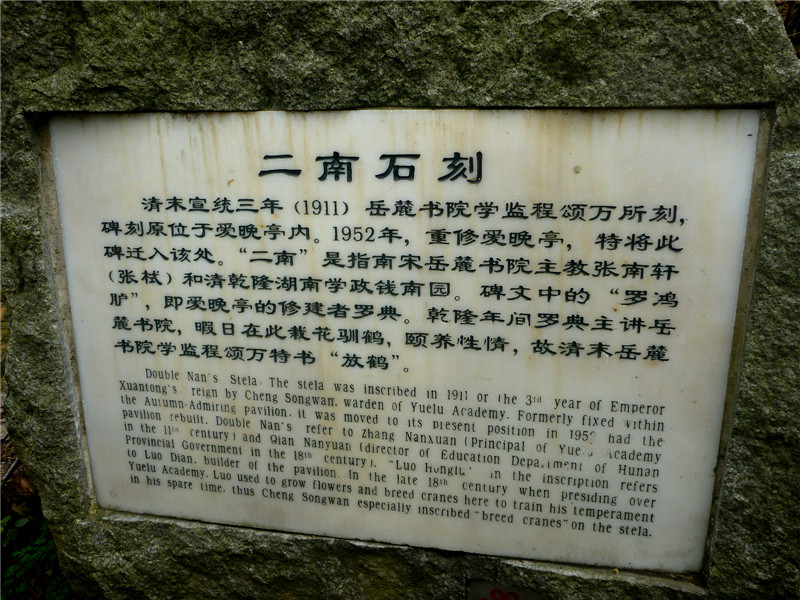 二南石刻
清末宣统三年（1911）岳麓书院学监程颂万所刻，
碑刻原位于爱晚亭内。1952年，重修爱晚亭，特将此
碑迁入该处。“二南”是指南宋岳麓书院主教张南轩
（张栻）和清乾隆湖南学政钱南园。碑文中的“罗鸿
胪”，即爱晚亭的修建者罗典。乾隆年间罗典主讲岳
麓书院，暇日在此栽花驯鹤，颐养性情，故清末岳麓
书院学监程颂万特书“放鹤”。
Double Nan's Stela: The stela was inscribed in 1911 or the 3rd year of Emperor
Xuantong's reign by Cheng Songwan, warden of Yuelu Academy. Formerly fixed within
the Autumn-Admiring pavilion, it was moved to its present position in 195 had the
pavilion rebuilt. Double Nan's refer to Zhang Nanxuan (Principal of Academy
in the 11th century) and Qian Nanyuan (director of Education Department of Hunan
Provincial Government in the 18th century). "Luo in the inscription refers
to Luo Dian, builder of the pavilion. In the late 18th century when presiding over
Yuelu Academy, Luo used to grow flowers and breed cranes here to train his temperament
in his spare time, thus Cheng Songwan especially inscribed "breed cranes" on the stela.